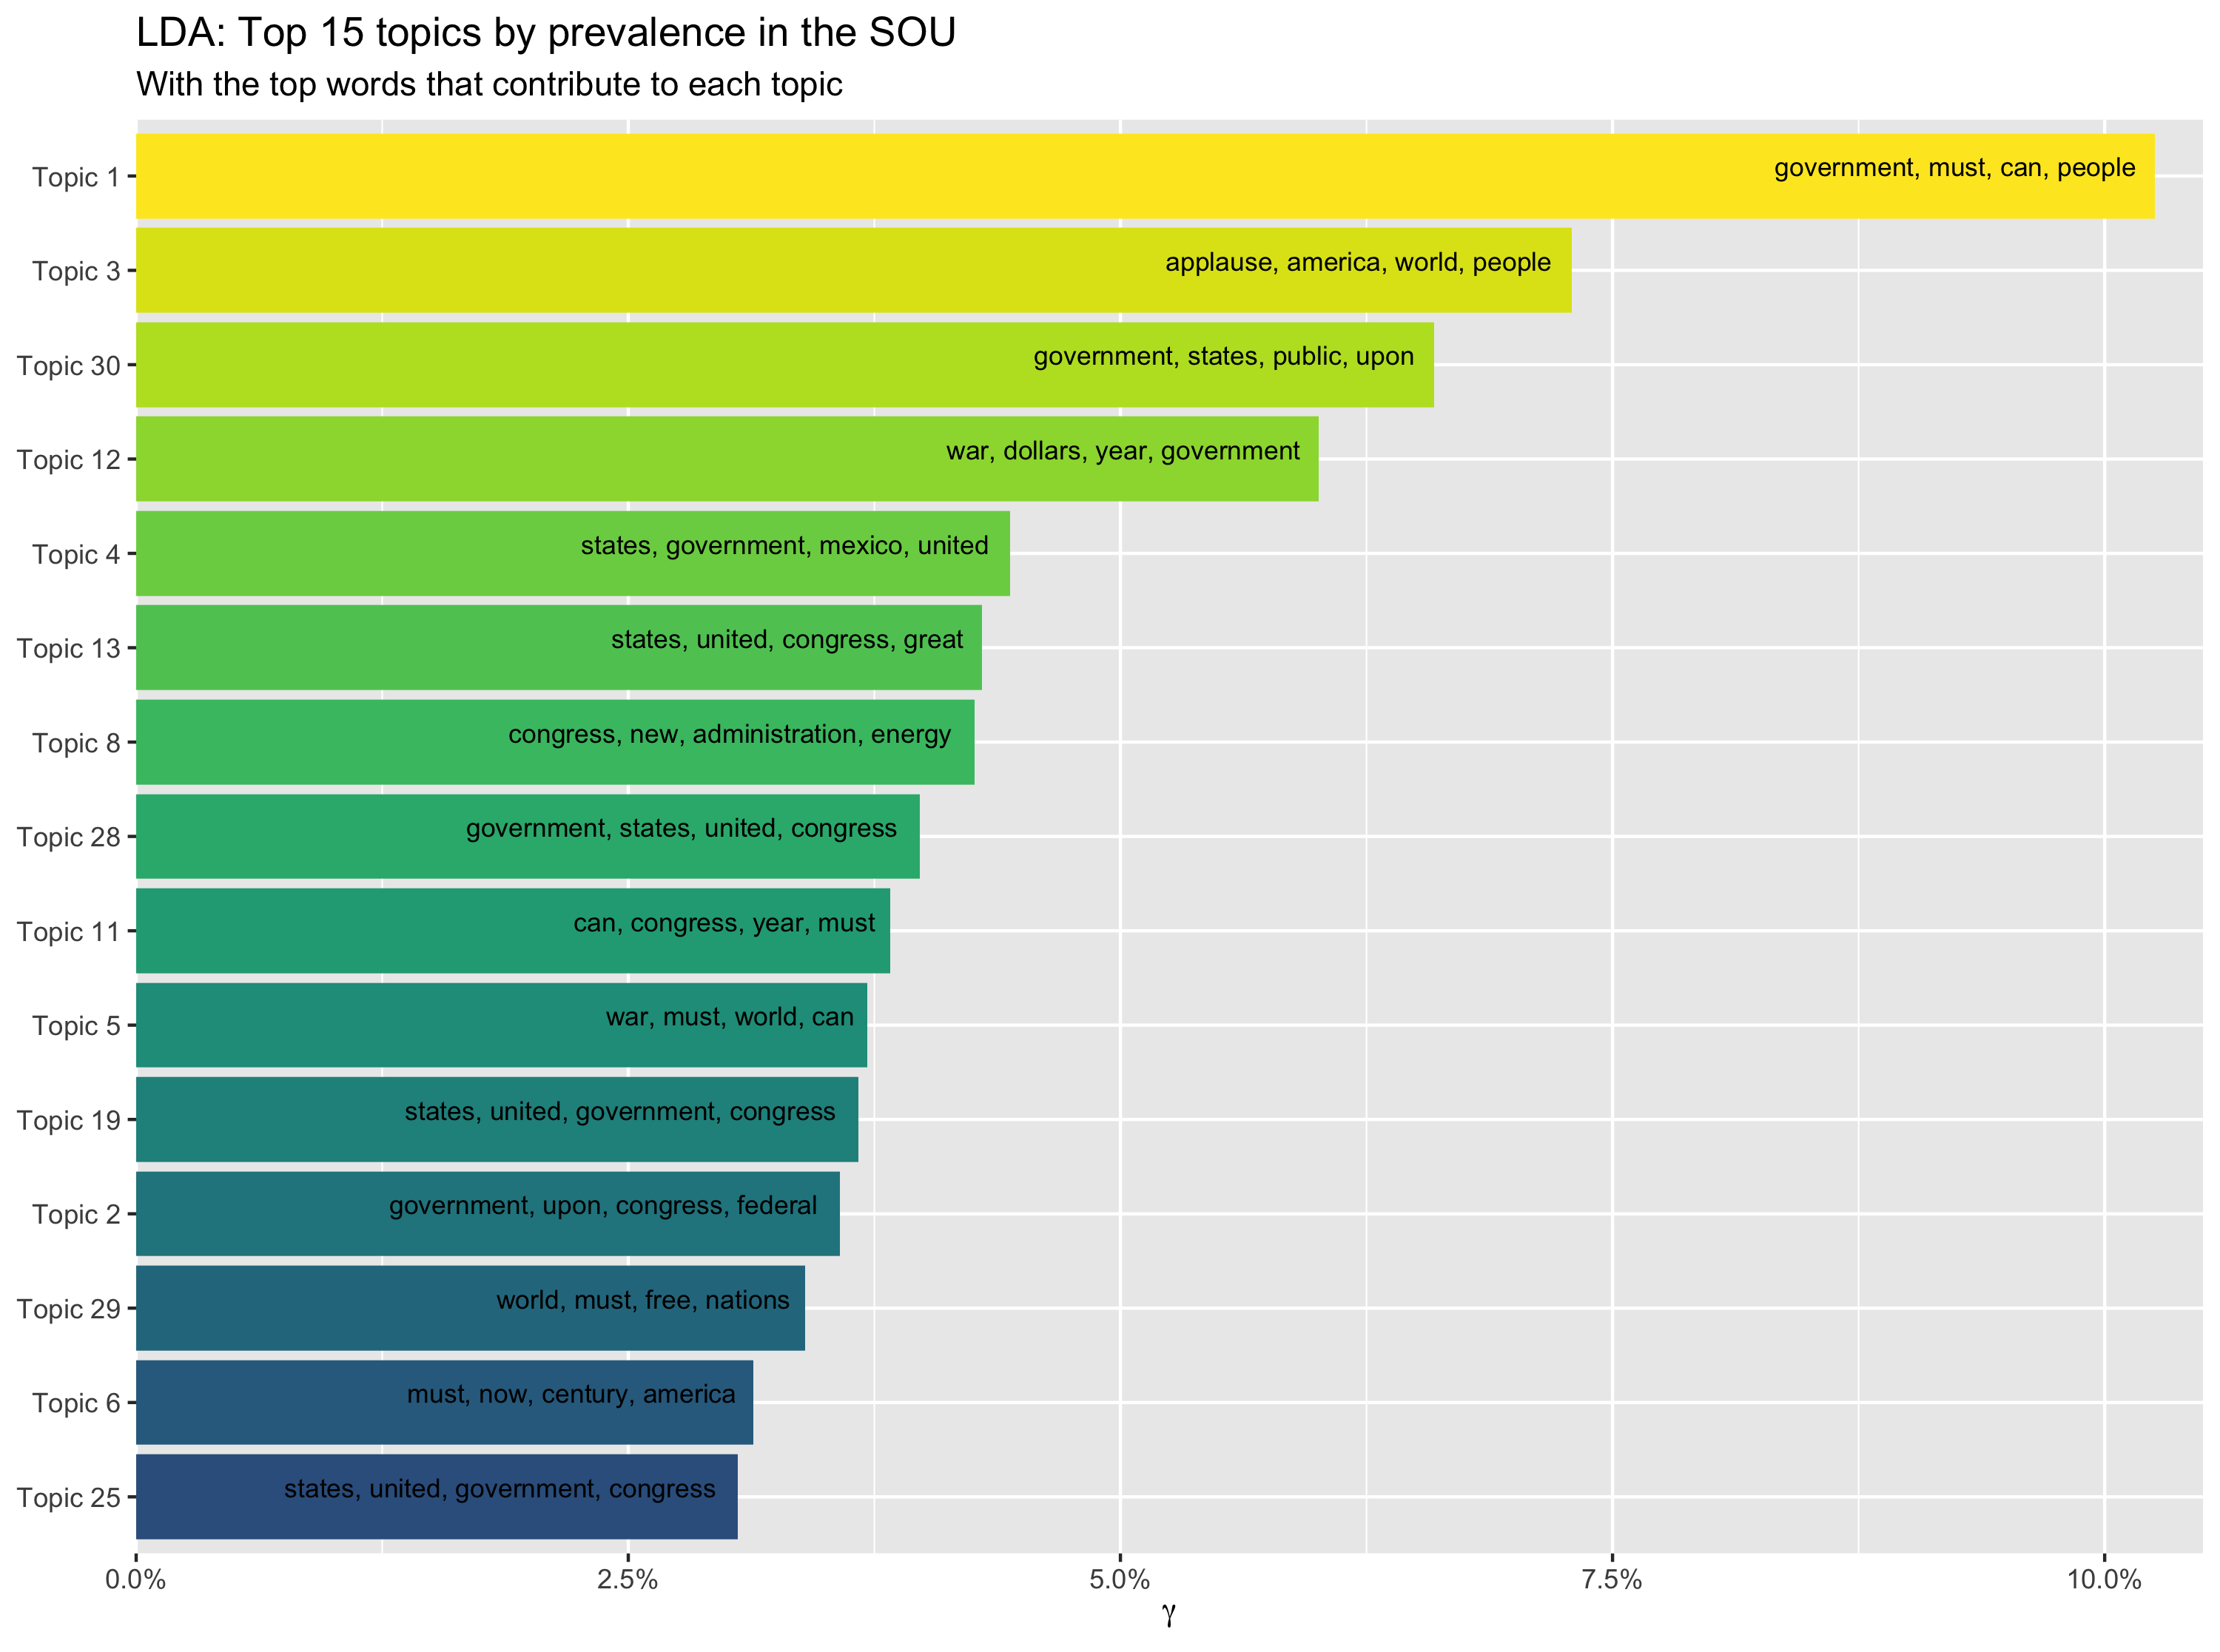 LDA: Top 15 topics by prevalence in the SOU
With the top words that contribute to each topic
Topic 1 government, must, can, people
Topic 3 applause, america, world, people
Topic 30 government, states, public, upon
Topic 12 war, dollars, year, government
Topic 4 states, government, mexico, united
Topic 13 states, united, congress, great
Topic 8 congress, new, administration, energy
Topic 28 government, states, united, congress
Topic 11 can, congress, year, must
Topic 5 war, must, world, can
Topic 19 states, united, government, congress
Topic 2 government, upon, congress, federal
Topic 29 world, must, free, nations
Topic 6 must, now, century, america
Topic 25 states, united, government, congress
0.0% 2.5% 5.0% 7.5% 10.0%
γ